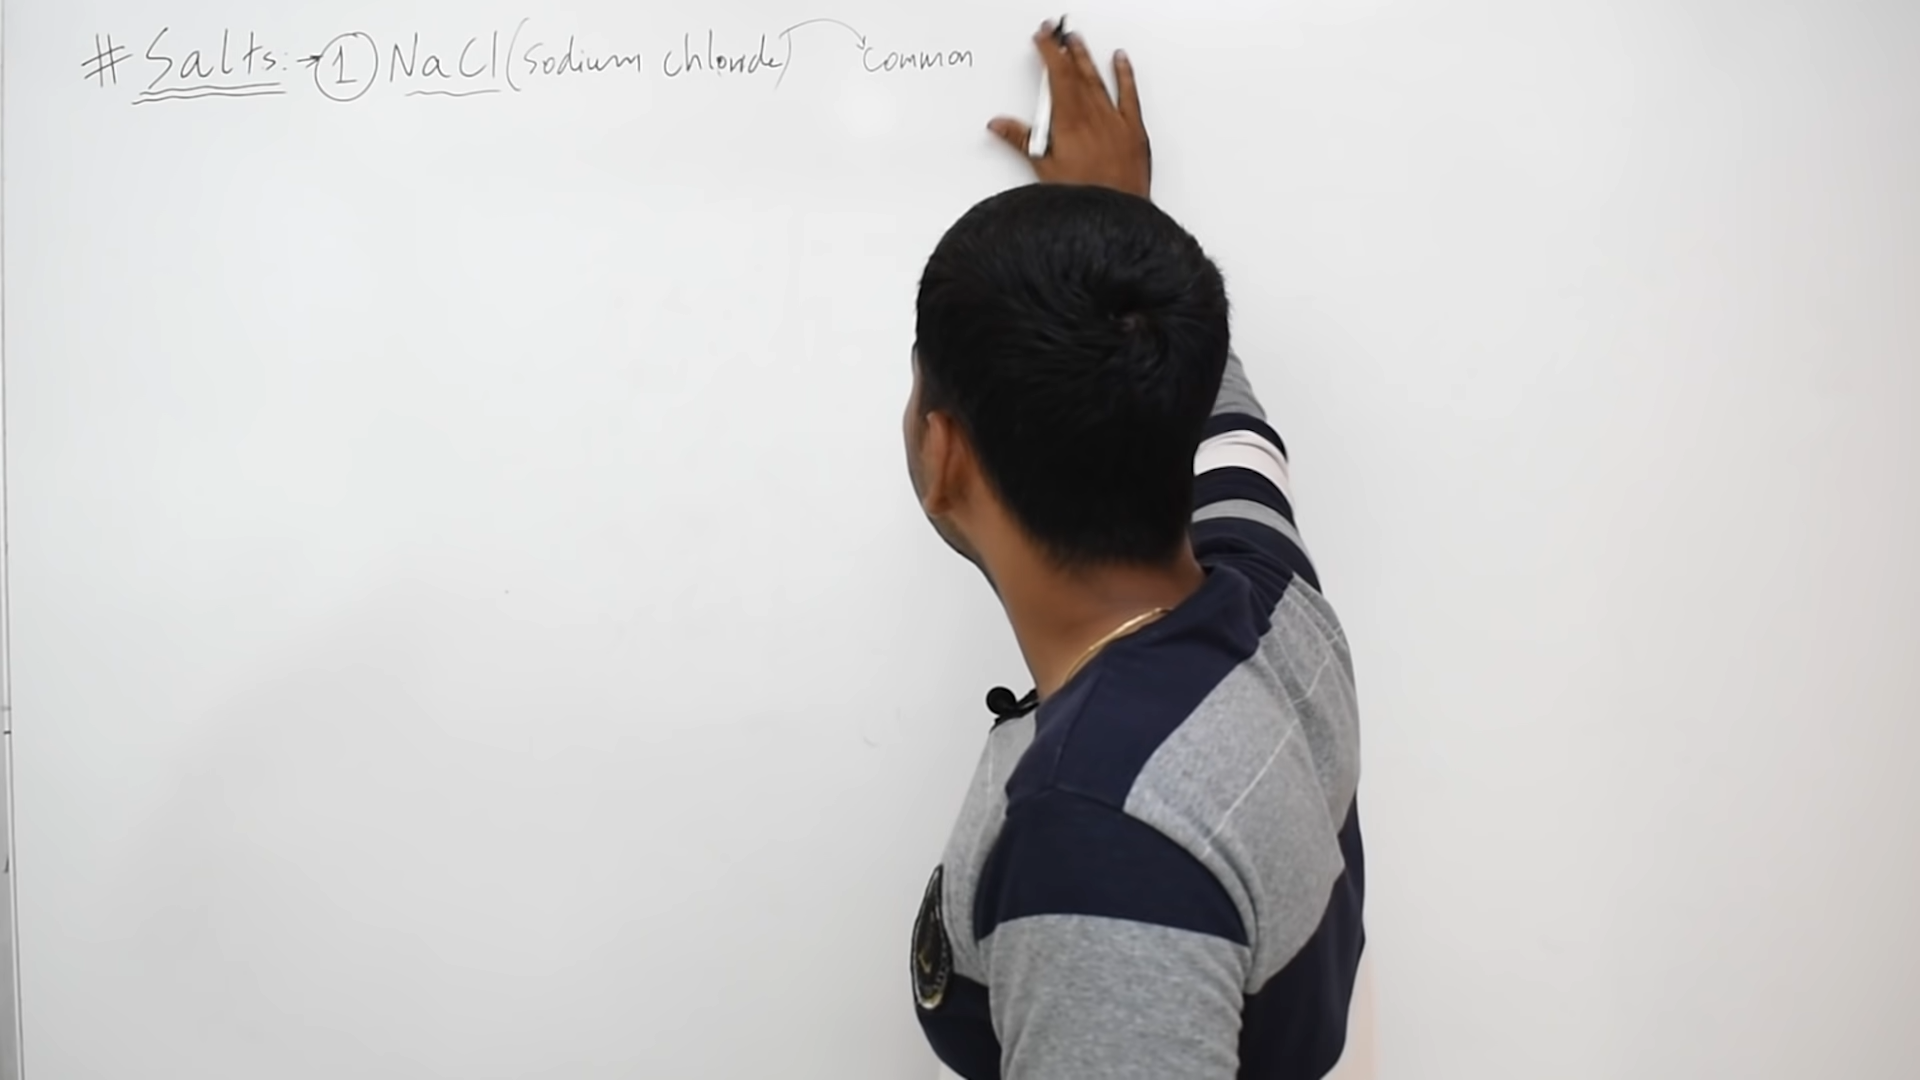 # Salts :→ ① NaCl (Sodium chloride) → Common